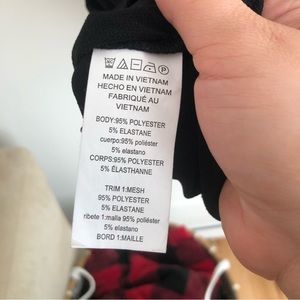 MADE IN VIETNAM
HECHO EN VIETNAM
FABRIQUÉ AU
VIETNAM
BODY:95% POLYESTER
5% ELASTANE
cuerpo:95% poliéster
5% elastano
CORPS:95% POLYESTER
5% ÉLASTHANNE
TRIM 1:MESH
95% POLYESTER
5% ELASTANE
ribete 1:malla 95% poliéster
5% elastano
BORD 1:MAILLE